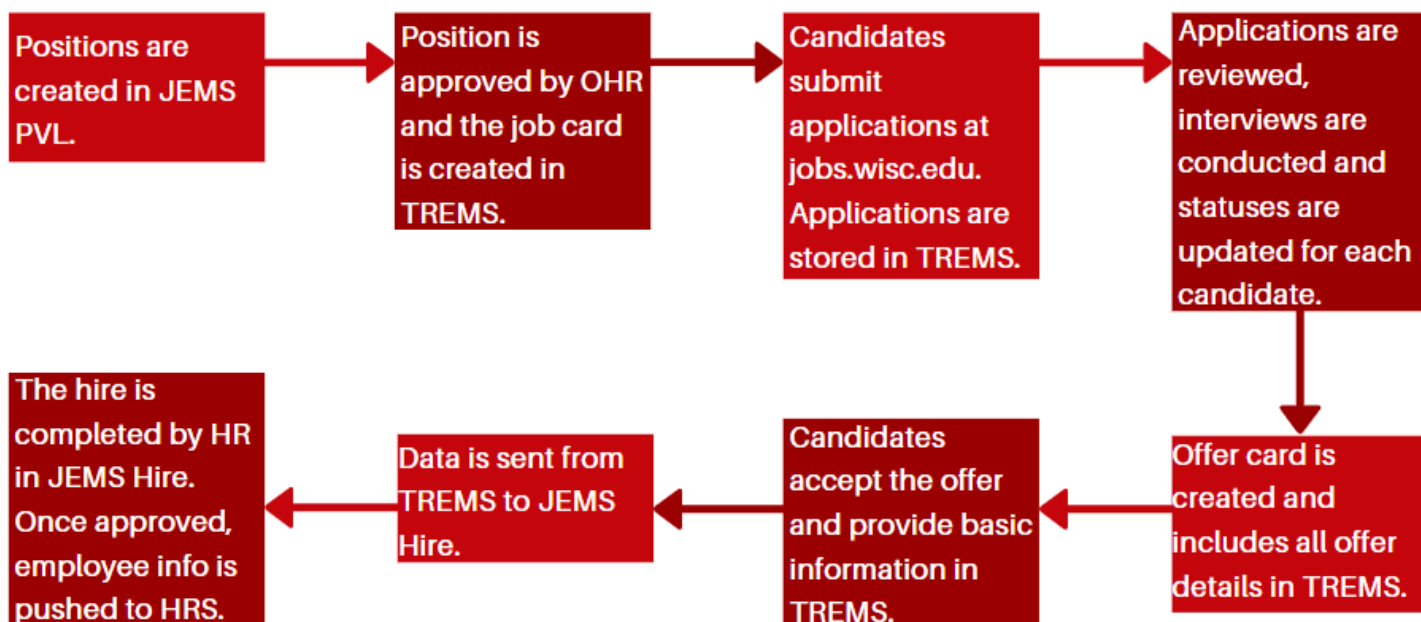 Positions are
created in JEMS
PVL.
Position is
approved by OHR
and the job card
is created in
TREMS.
Candidates
submit
applications at
jobs.wisc.edu.
Applications are
stored in TREMS.
Applications are
reviewed,
interviews are
conducted and
statuses are
updated for each
candidate.
Offer card is
created and
includes all offer
details in TREMS.
Candidates
accept the offer
and provide basic
information in
TREMS.
Data is sent from
TREMS to JEMS
Hire.
The hire is
completed by HR
in JEMS Hire.
Once approved,
employee info is
pushed to HRS.